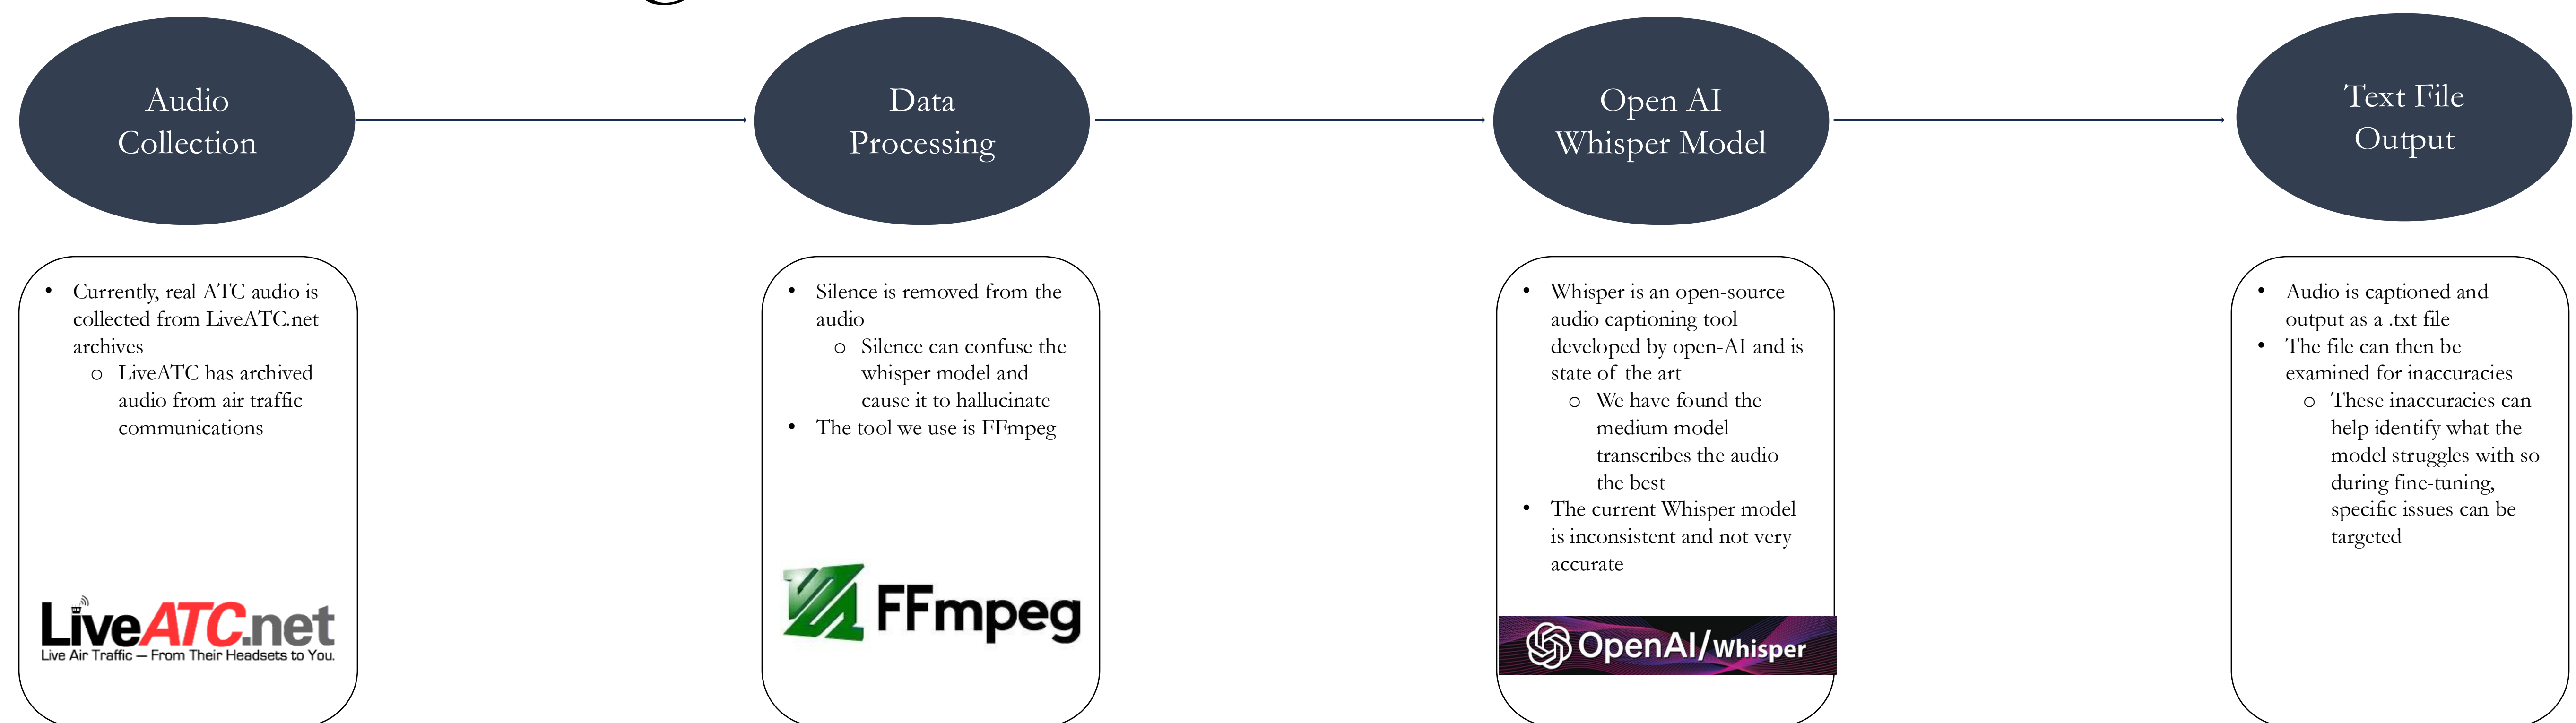 Audio
Collection
Data
Processing
Open AI
Whisper Model
Text File
Output
• Currently, real ATC audio is
collected from LiveATC.net
archives
o LiveATC has archived
audio from air traffic
communications
LiveATC.net
Live Air Traffic — From Their Headsets to You.
• Silence is removed from the
audio
o Silence can confuse the
whisper model and
cause it to hallucinate
• The tool we use is FFmpeg
FFmpeg
• Whisper is an open-source
audio captioning tool
developed by open-AI and is
state of the art
o We have found the
medium model
transcribes the audio
the best
• The current Whisper model
is inconsistent and not very
accurate
OpenAI/Whisper
• Audio is captioned and
output as a .txt file
• The file can then be
examined for inaccuracies
o These inaccuracies can
help identify what the
model struggles with so
during fine-tuning,
specific issues can be
targeted